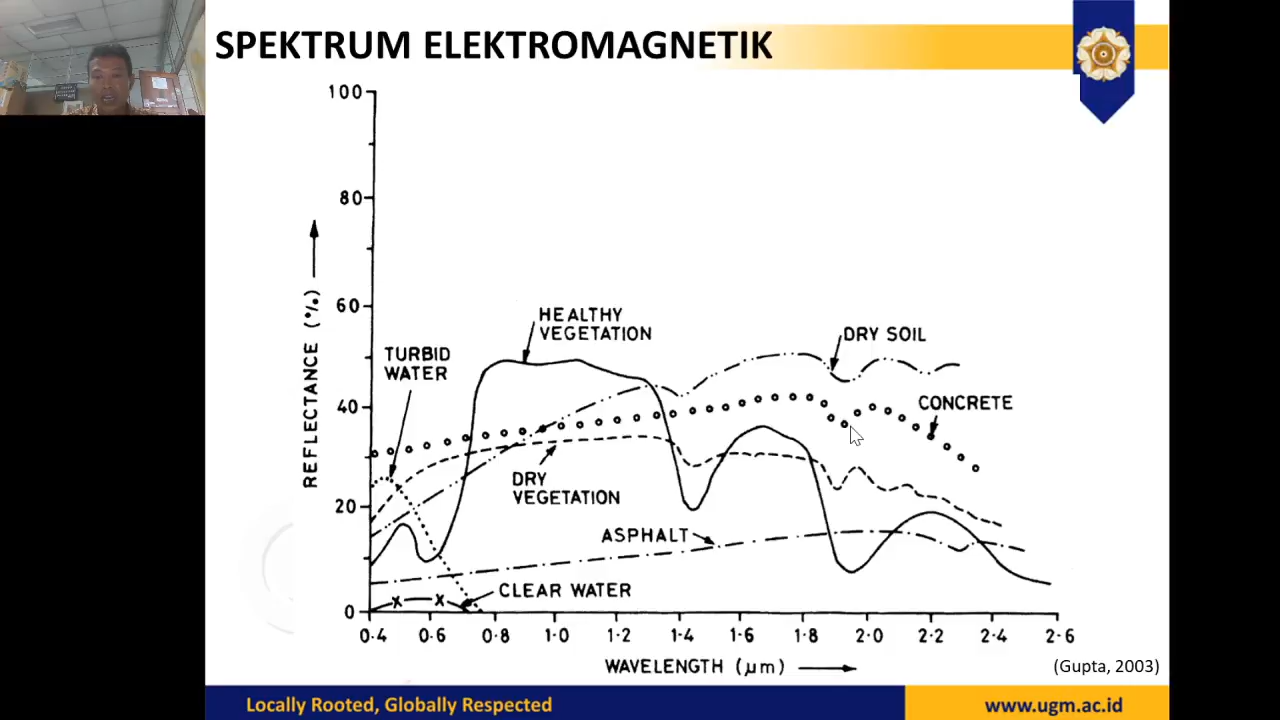 SPEKTRUM ELEKTROMAGNETIK
100
80
60
40
20
0
REFLECTANCE (%)
HEALTHY
VEGETATION
TURBID
WATER
DRY SOIL
CONCRETE
DRY
VEGETATION
ASPHALT
CLEAR WATER
0.4 0.6 0.8 1.0 1.2 1.4 1.6 1.8 2.0 2.2 2.4 2.6
WAVELENGTH (µm)
(Gupta, 2003)
Locally Rooted, Globally Respected
www.ugm.ac.id